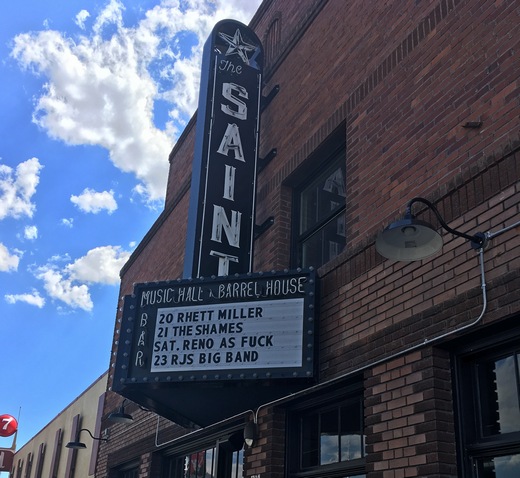 The
SAINT
MUSIC HALL & BARREL HOUSE
BAR
20 RHETT MILLER
21 THE SHAMES
SAT. RENO AS FUCK
23 RJS BIG BAND
7